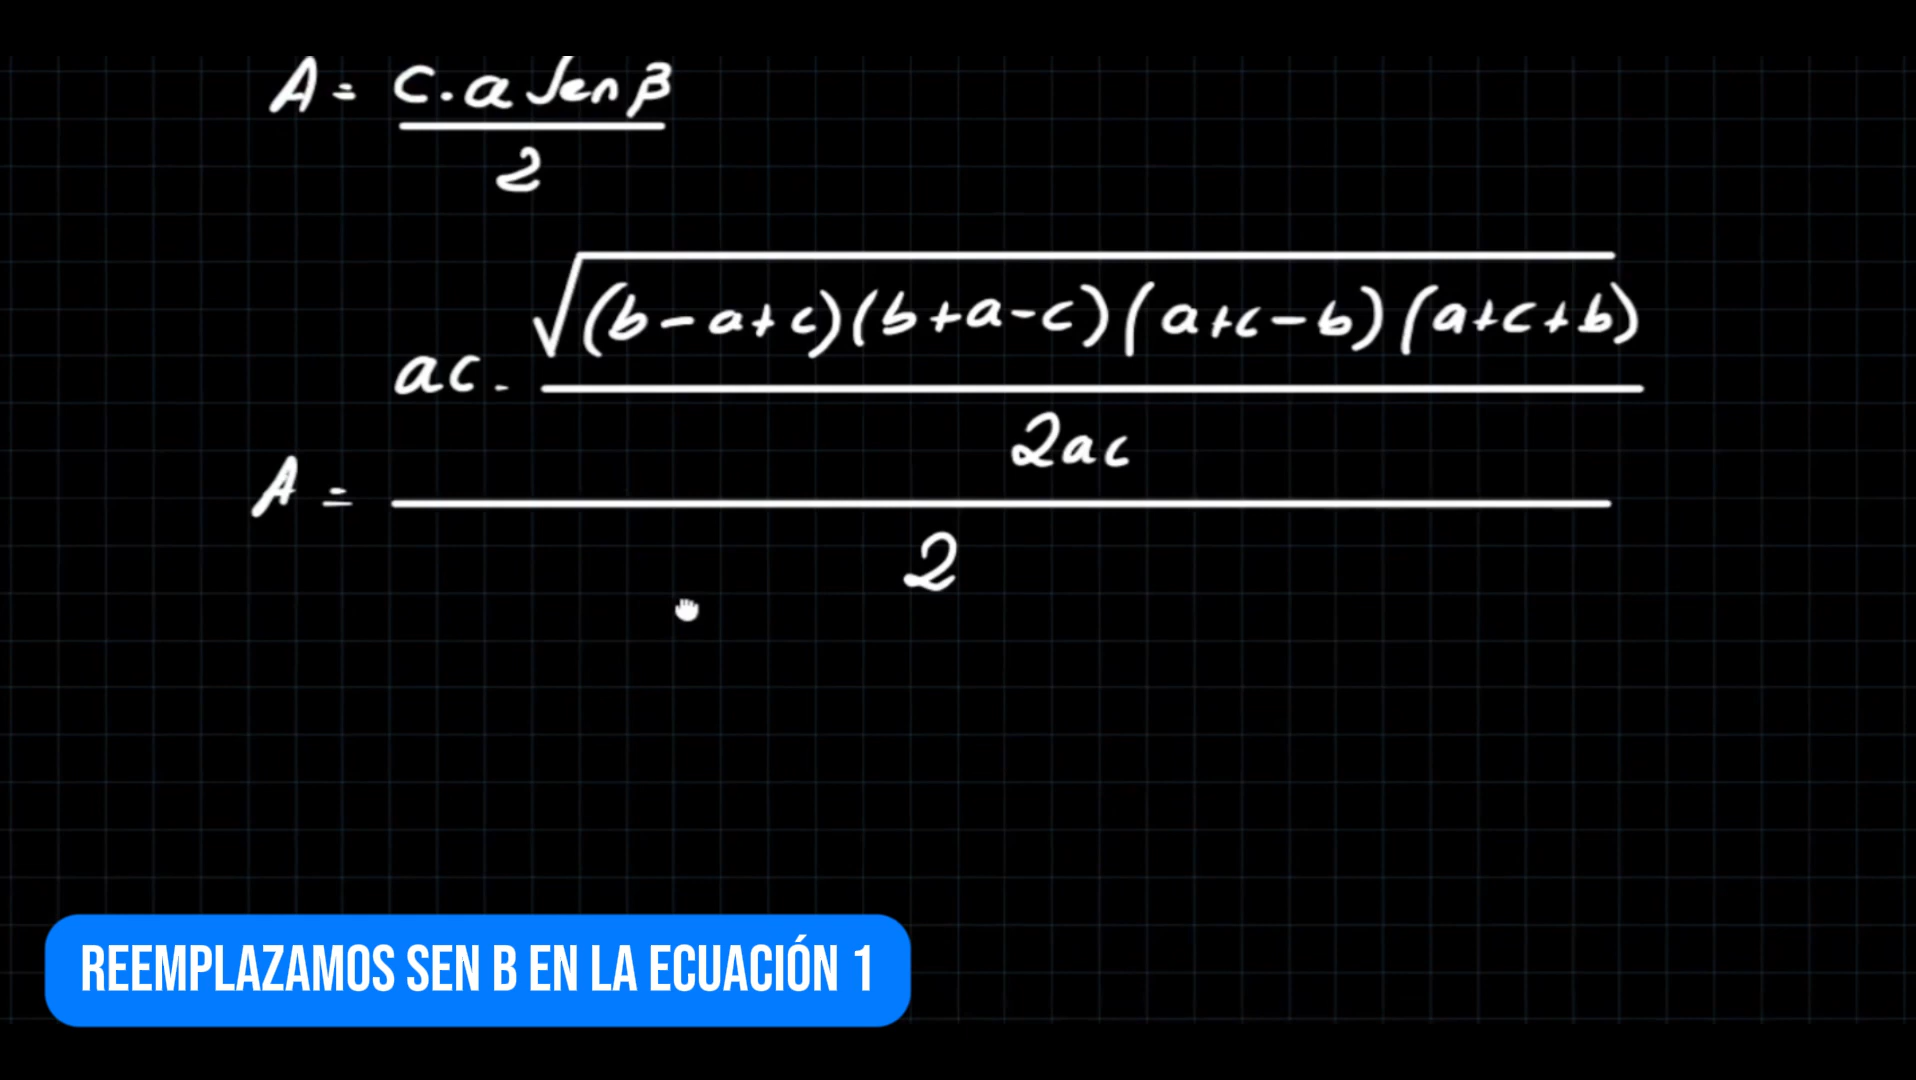 A = c.a Sen β
2
√(b-a+c)(b+a-c)(a+c-b)(a+c+b)
ac.
2ac
A =
2
REEMPLAZAMOS SEN B EN LA ECUACIÓN 1